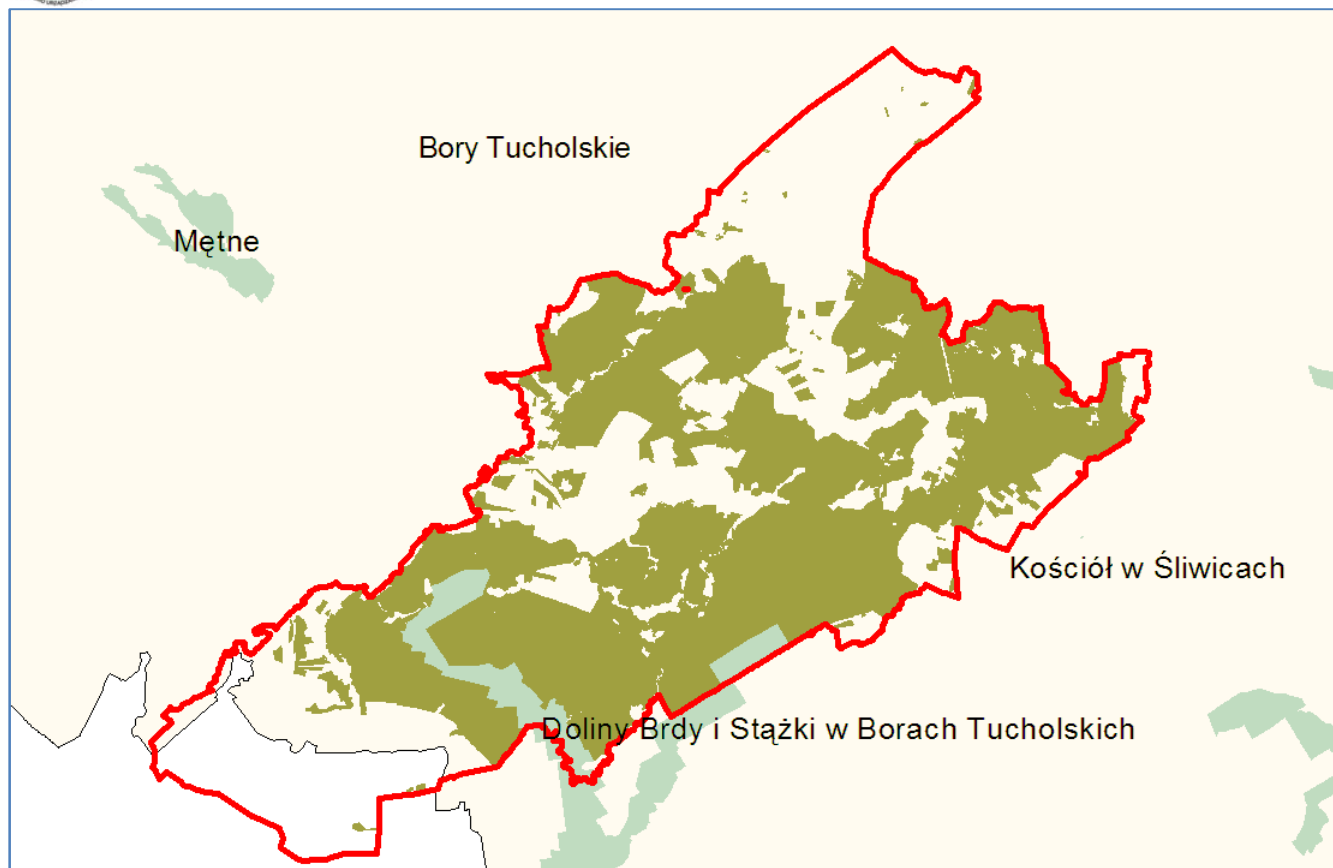 Bory Tucholskie
Mętne
Kościół w Śliwicach
Doliny Brdy i Stążki w Borach Tucholskich